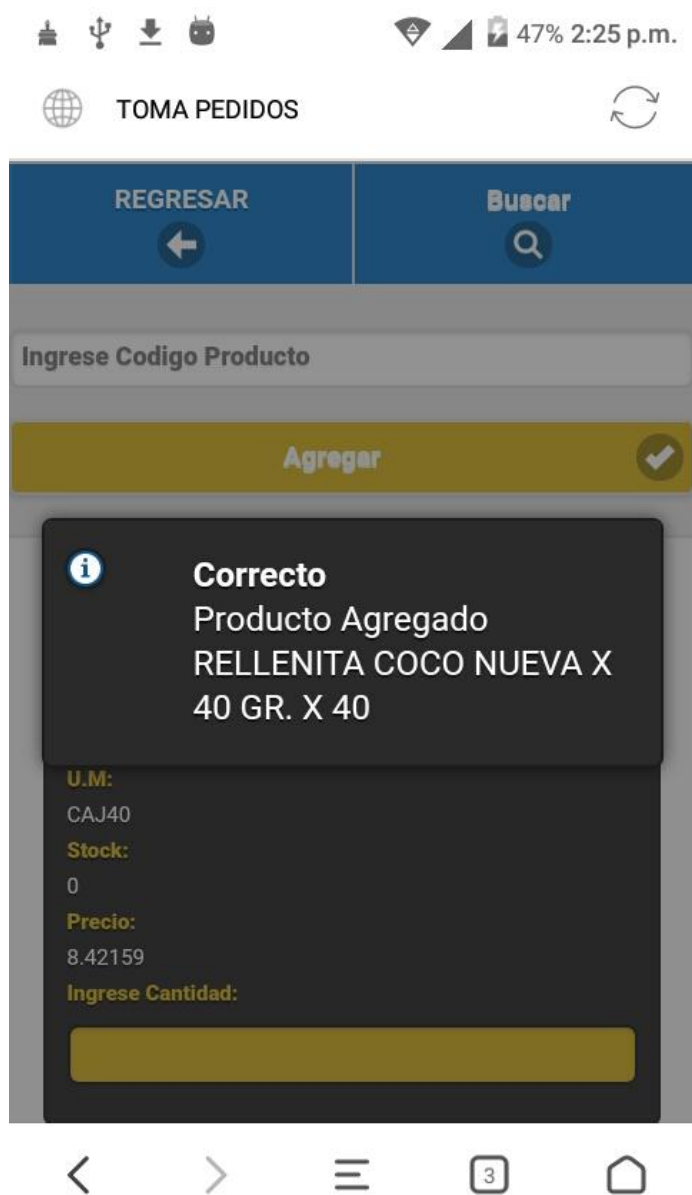 47% 2:25 p.m.
TOMA PEDIDOS
REGRESAR
Buscar
Ingrese Codigo Producto
Agregar
Correcto
Producto Agregado
RELLENITA COCO NUEVA X
40 GR. X 40
U.M:
CAJ40
Stock:
0
Precio:
8.42159
Ingrese Cantidad:
3